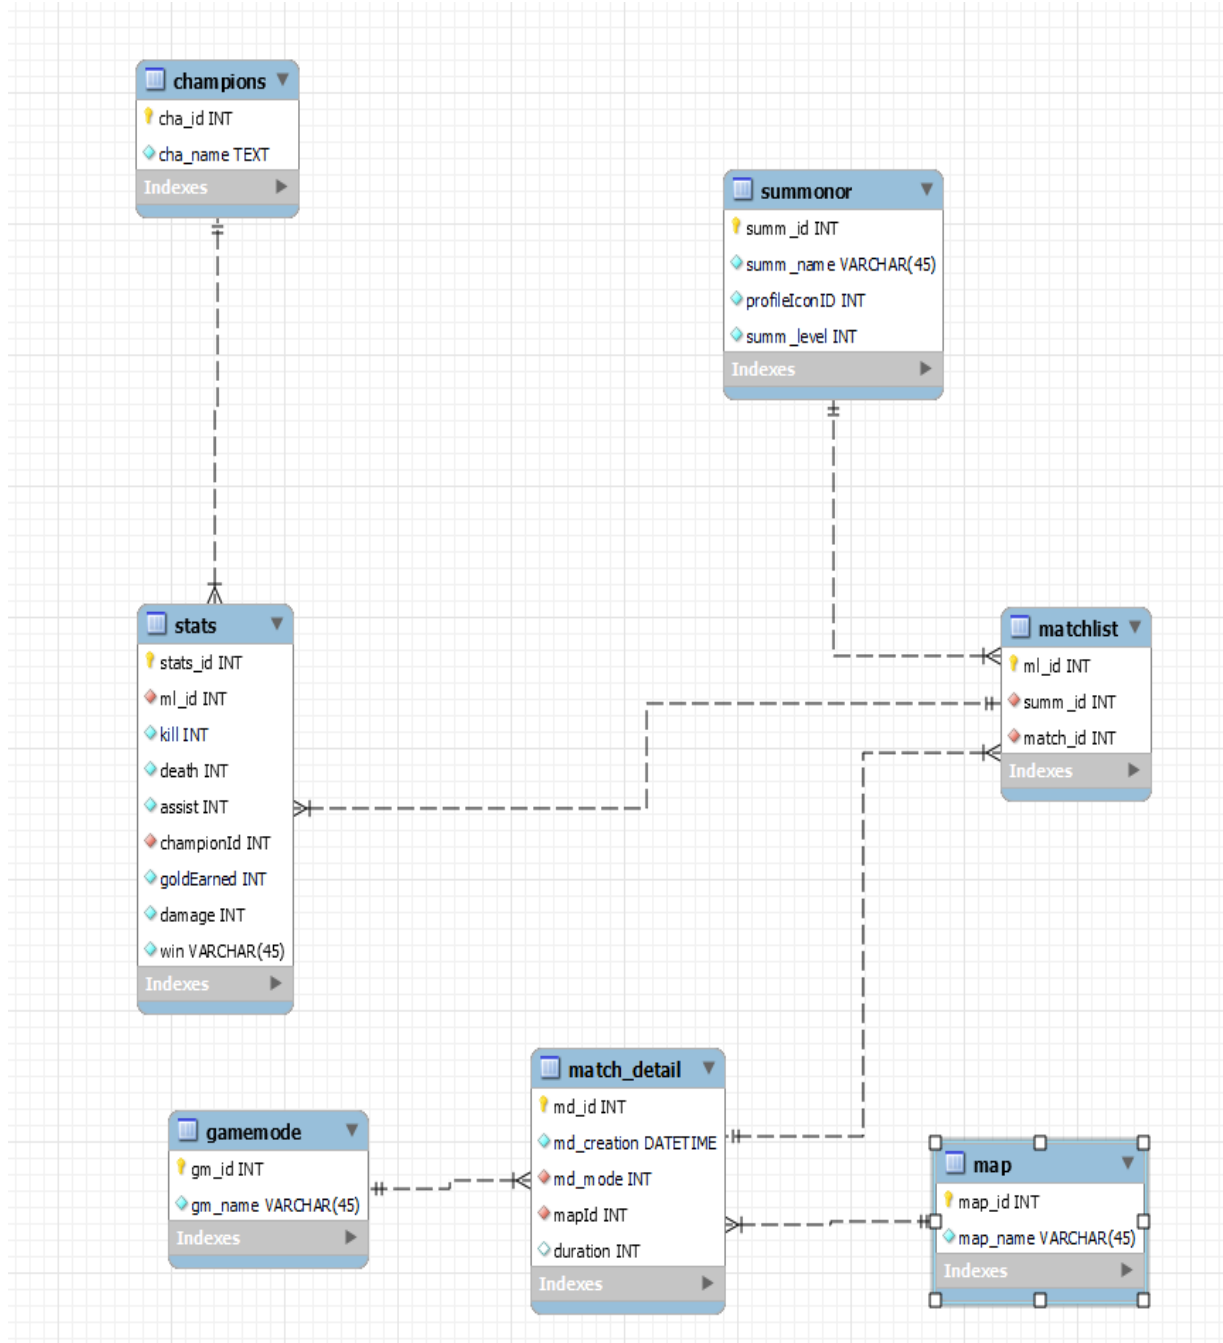 champions
cha_id INT
cha_name TEXT
Indexes
summonor
summ_id INT
summ_name VARCHAR(45)
profileIconID INT
summ_level INT
Indexes
stats
stats_id INT
ml_id INT
kill INT
death INT
assist INT
championId INT
goldEarned INT
damage INT
win VARCHAR(45)
Indexes
matchlist
ml_id INT
summ_id INT
match_id INT
Indexes
gamemode
gm_id INT
gm_name VARCHAR(45)
Indexes
match_detail
md_id INT
md_creation DATETIME
md_mode INT
mapId INT
duration INT
Indexes
map
map_id INT
map_name VARCHAR(45)
Indexes